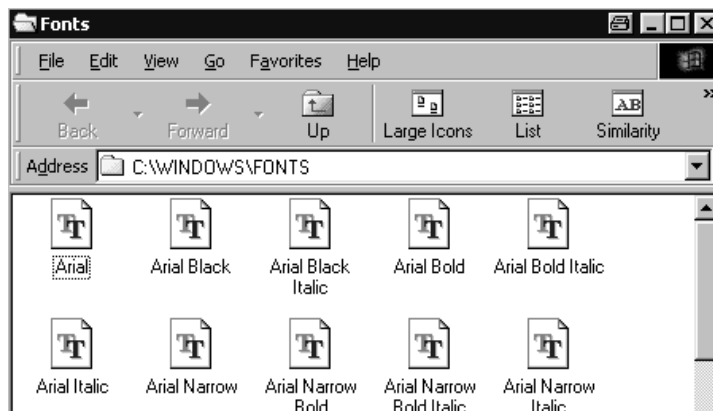 Fonts
File Edit View Go Favorites Help
Back Forward Up Large Icons List Similarity »
Address C:\WINDOWS\FONTS
Arial Arial Black Arial Black Arial Bold Arial Bold Italic
Italic
Arial Italic Arial Narrow Arial Narrow Arial Narrow Arial Narrow
Bold Bold Italic Italic